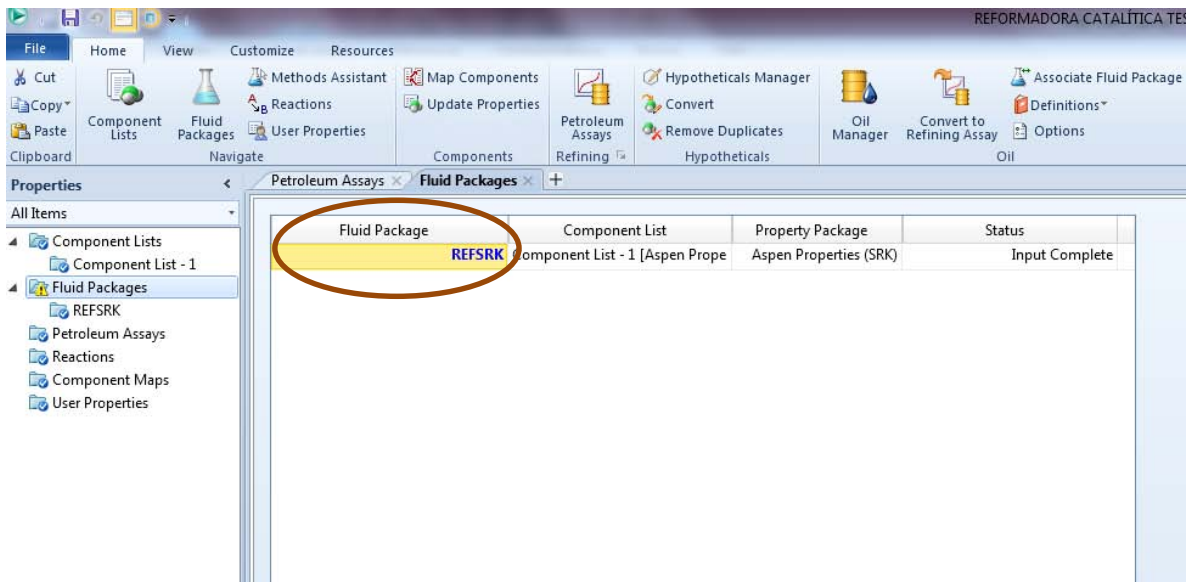 REFORMADORA CATALÍTICA TES
File Home View Customize Resources
Cut
Copy
Paste
Clipboard
Component Lists
Fluid Packages
Methods Assistant
Reactions
User Properties
Navigate
Map Components
Update Properties
Components
Petroleum Assays
Refining
Hypotheticals Manager
Convert
Remove Duplicates
Hypotheticals
Oil Manager
Convert to Refining Assay
Associate Fluid Package
Definitions
Options
Oil
Properties <
All Items
Component Lists
Component List - 1
Fluid Packages
REFSRK
Petroleum Assays
Reactions
Component Maps
User Properties
Petroleum Assays Fluid Packages +
Fluid Package Component List Property Package Status
REFSRK Component List - 1 [Aspen Prope Aspen Properties (SRK) Input Complete